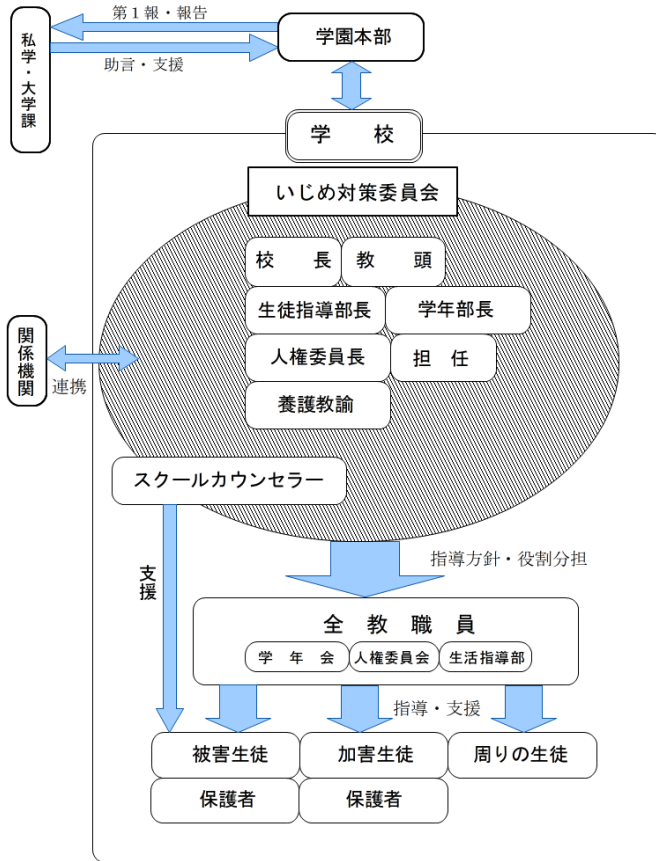 第１報・報告
学園本部
私学・大学課
助言・支援
学　校
いじめ対策委員会
校　長
教　頭
生徒指導部長
学年部長
人権委員長
担　任
養護教諭
関係機関
連携
スクールカウンセラー
支援
指導方針・役割分担
全　教　職　員
学　年　会
人権委員会
生活指導部
指導・支援
被害生徒
加害生徒
周りの生徒
保護者
保護者